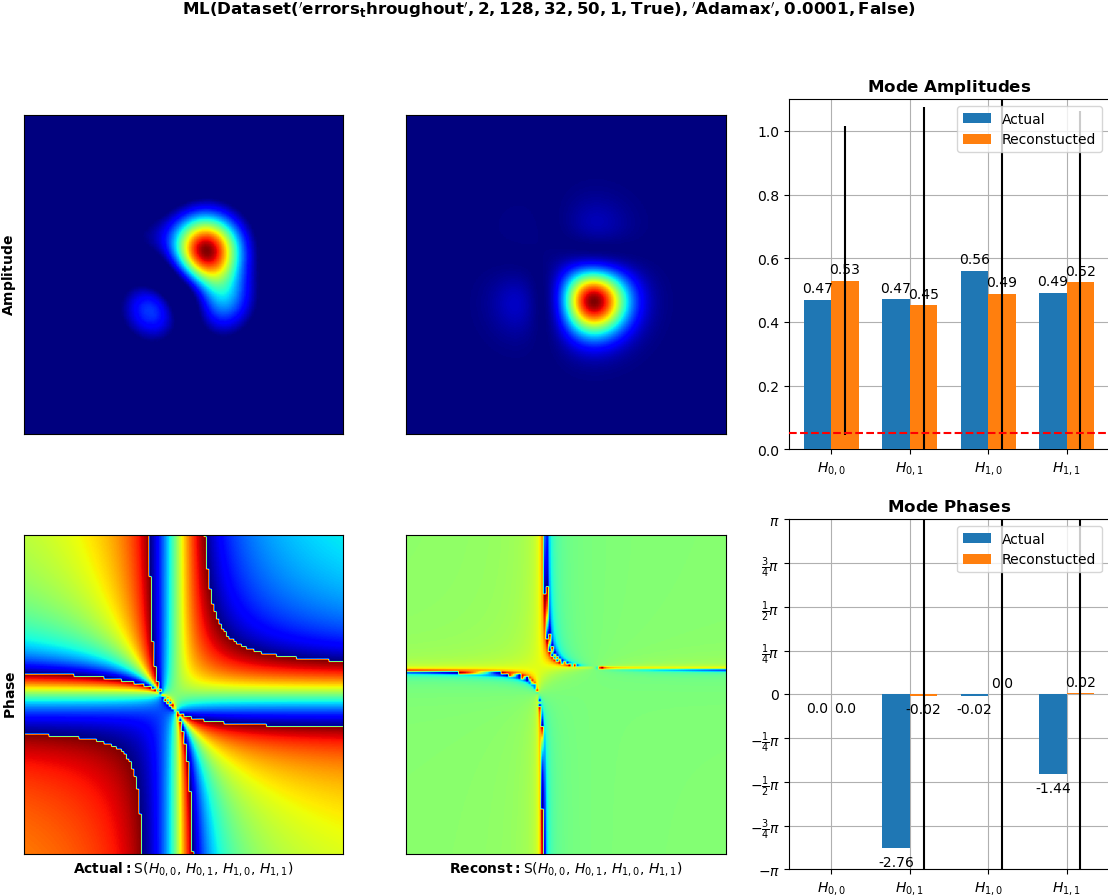 ML(Dataset('errors_throughout', 2, 128, 32, 50, 1, True), 'Adamax', 0.0001, False)
Amplitude
Mode Amplitudes
Actual
Reconstucted
1.0
0.8
0.6
0.4
0.2
0.0
0.47 0.53 0.47 0.45 0.56 0.49 0.49 0.52
H0,0 H0,1 H1,0 H1,1
Phase
Actual: S(H0,0, H0,1, H1,0, H1,1)
Reconst: S(H0,0, H0,1, H1,0, H1,1)
Mode Phases
Actual
Reconstucted
π
3/4π
1/2π
1/4π
0
−1/4π
−1/2π
−3/4π
−π
0.0 0.0 -2.76 -0.02 -0.02 0.0 -1.44 0.02
H0,0 H0,1 H1,0 H1,1